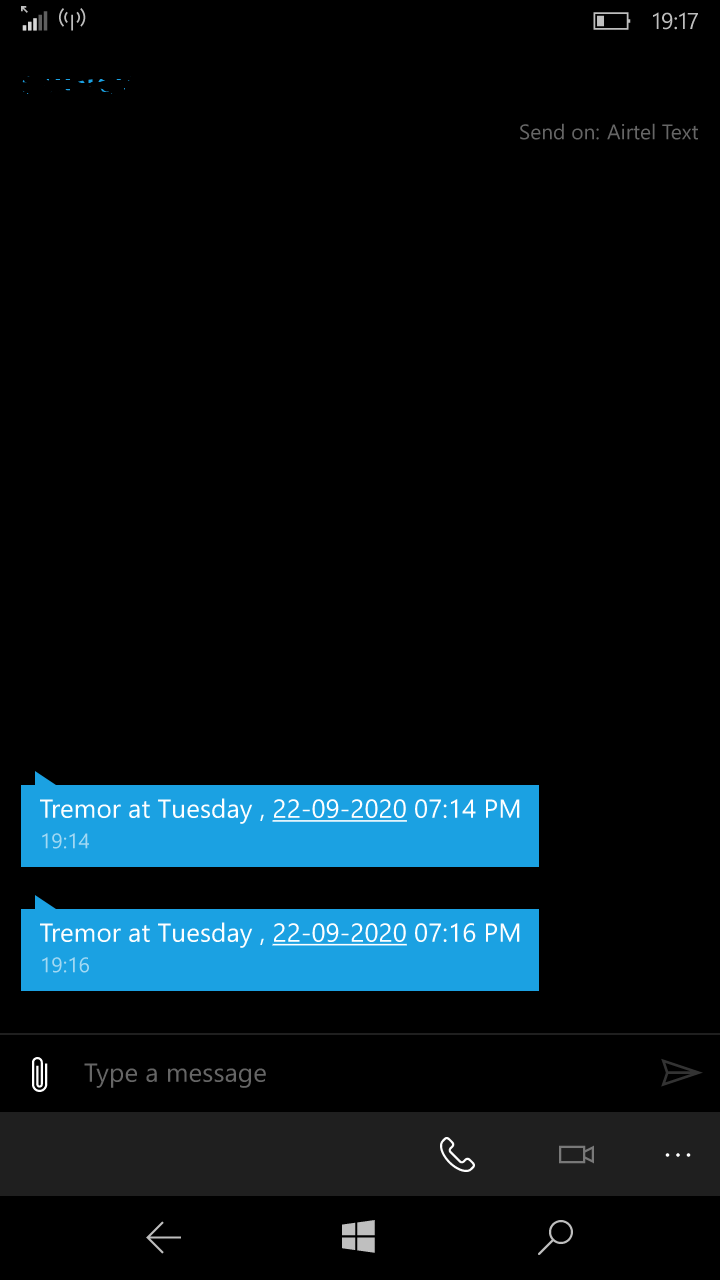 19:17
Send on: Airtel Text
Tremor at Tuesday , 22-09-2020 07:14 PM
19:14
Tremor at Tuesday , 22-09-2020 07:16 PM
19:16
Type a message